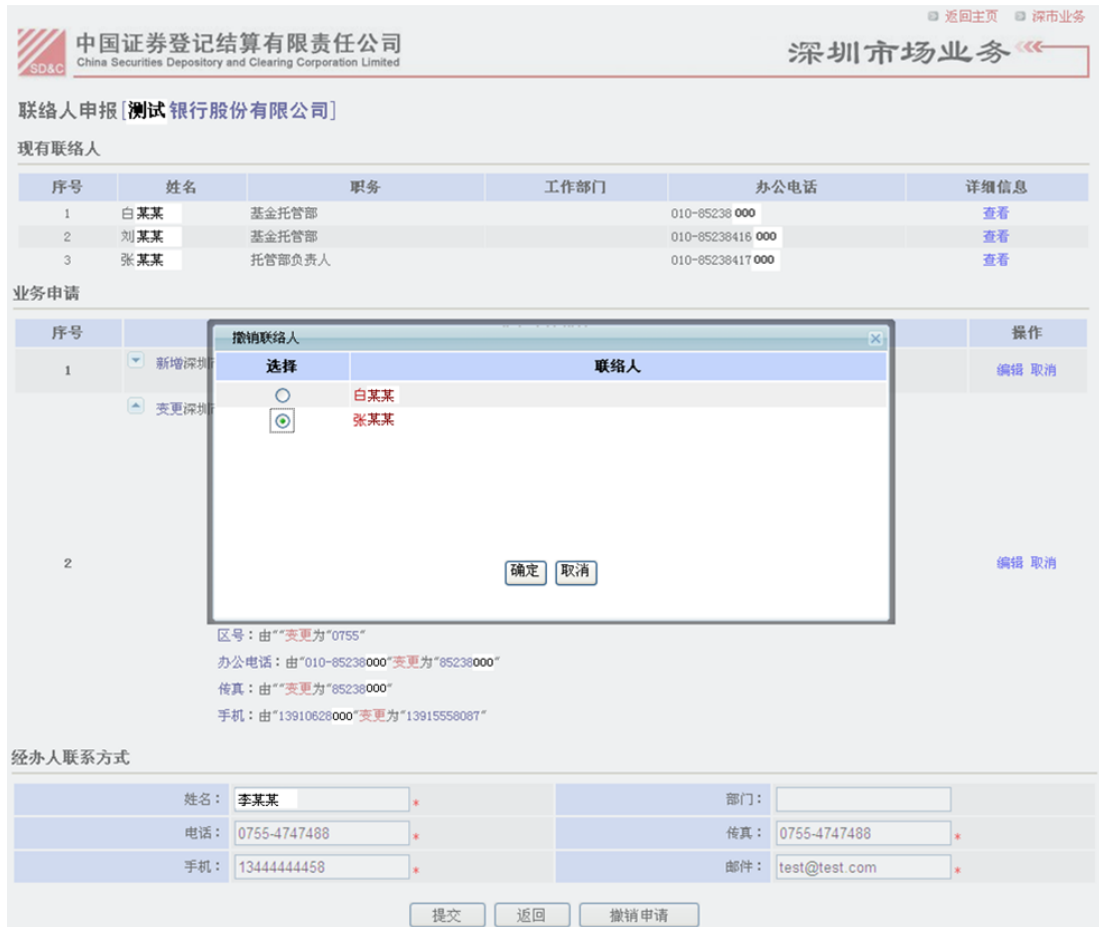 返回主页 深市业务
SD&C 中国证券登记结算有限责任公司
China Securities Depository and Clearing Corporation Limited
深圳市场业务
联络人申报[测试银行股份有限公司]
现有联络人
序号 姓名 职务 工作部门 办公电话 详细信息
1 白某某 基金托管部 010-85238 000 查看
2 刘某某 基金托管部 010-85238416 000 查看
3 张某某 托管部负责人 010-85238417 000 查看
业务申请
序号 操作
撤销联络人
选择 联络人
1 新增深圳 编辑 取消
白某某
变更深圳
张某某
2 编辑 取消
确定 取消
区号：由""变更为"0755"
办公电话：由"010-85238000"变更为"85238000"
传真：由""变更为"85238000"
手机：由"13910628000"变更为"13915558087"
经办人联系方式
姓名： 李某某 * 部门：
电话： 0755-4747488 * 传真： 0755-4747488 *
手机： 13444444458 * 邮件： test@test.com *
提交 返回 撤销申请